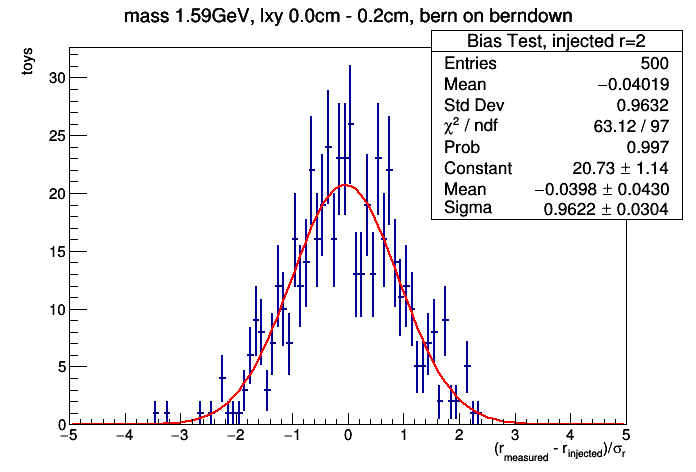 mass 1.59GeV, lxy 0.0cm - 0.2cm, bern on berndown
toys
Bias Test, injected r=2
Entries 500
Mean −0.04019
Std Dev 0.9632
χ² / ndf 63.12 / 97
Prob 0.997
Constant 20.73 ± 1.14
Mean −0.0398 ± 0.0430
Sigma 0.9622 ± 0.0304
30
25
20
15
10
5
0
−5 −4 −3 −2 −1 0 1 2 3 4 5
(r_measured - r_injected)/σ_r